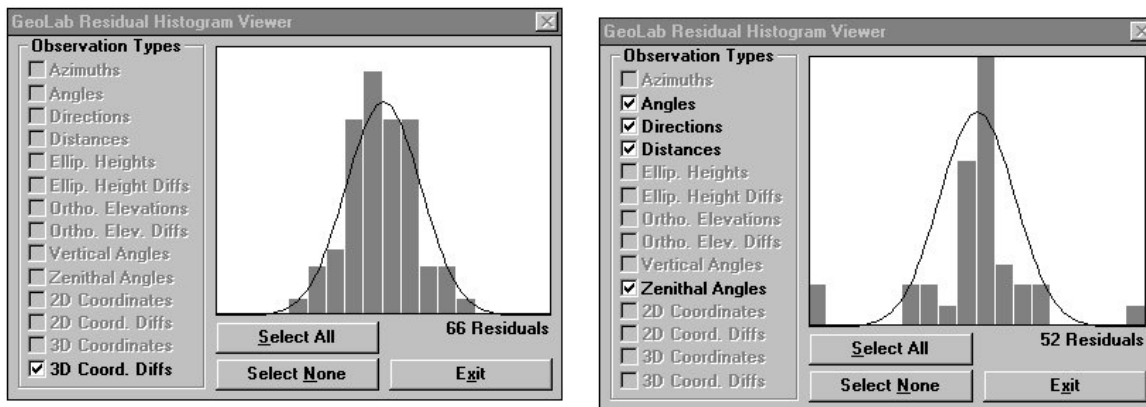 GeoLab Residual Histogram Viewer
Observation Types
Azimuths
Angles
Directions
Distances
Ellip. Heights
Ellip. Height Diffs
Ortho. Elevations
Ortho. Elev. Diffs
Vertical Angles
Zenithal Angles
2D Coordinates
2D Coord. Diffs
3D Coordinates
3D Coord. Diffs
66 Residuals
Select All
Select None
Exit
GeoLab Residual Histogram Viewer
Observation Types
Azimuths
Angles
Directions
Distances
Ellip. Heights
Ellip. Height Diffs
Ortho. Elevations
Ortho. Elev. Diffs
Vertical Angles
Zenithal Angles
2D Coordinates
2D Coord. Diffs
3D Coordinates
3D Coord. Diffs
52 Residuals
Select All
Select None
Exit